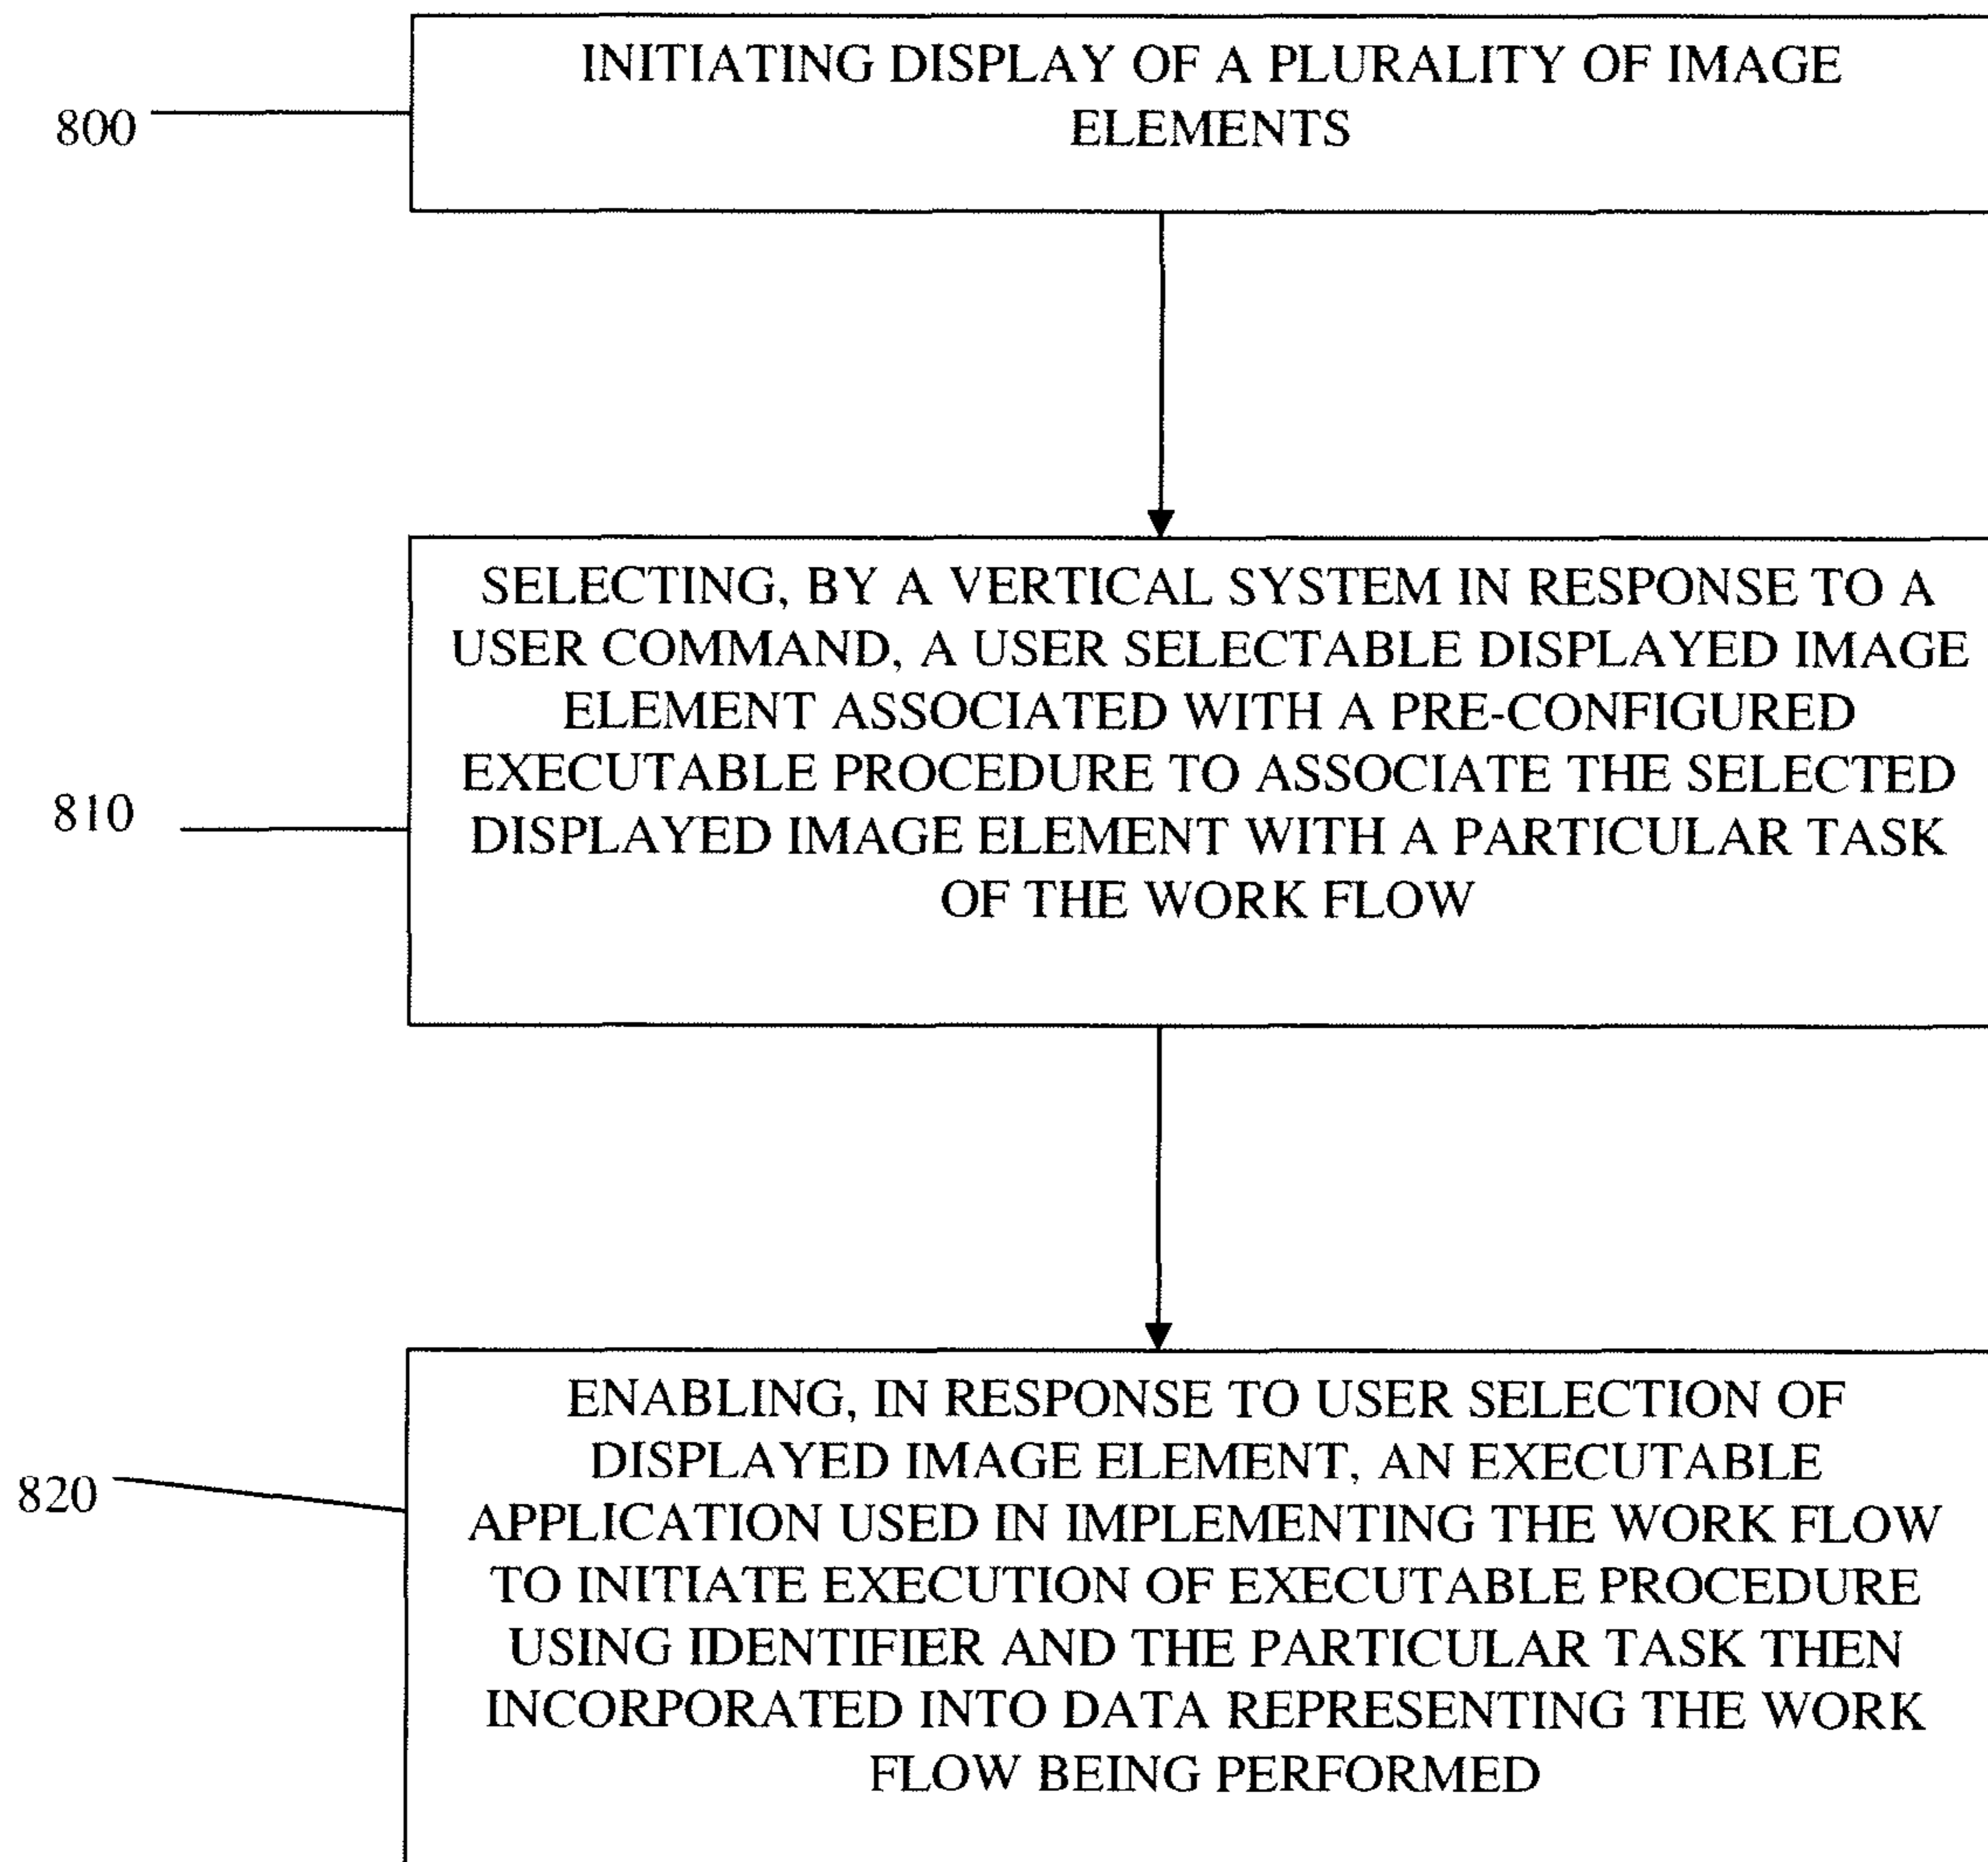 INITIATING DISPLAY OF A PLURALITY OF IMAGE
ELEMENTS
800
SELECTING, BY A VERTICAL SYSTEM IN RESPONSE TO A
USER COMMAND, A USER SELECTABLE DISPLAYED IMAGE
ELEMENT ASSOCIATED WITH A PRE-CONFIGURED
EXECUTABLE PROCEDURE TO ASSOCIATE THE SELECTED
DISPLAYED IMAGE ELEMENT WITH A PARTICULAR TASK
OF THE WORK FLOW
810
ENABLING, IN RESPONSE TO USER SELECTION OF
DISPLAYED IMAGE ELEMENT, AN EXECUTABLE
APPLICATION USED IN IMPLEMENTING THE WORK FLOW
TO INITIATE EXECUTION OF EXECUTABLE PROCEDURE
USING IDENTIFIER AND THE PARTICULAR TASK THEN
INCORPORATED INTO DATA REPRESENTING THE WORK
FLOW BEING PERFORMED
820